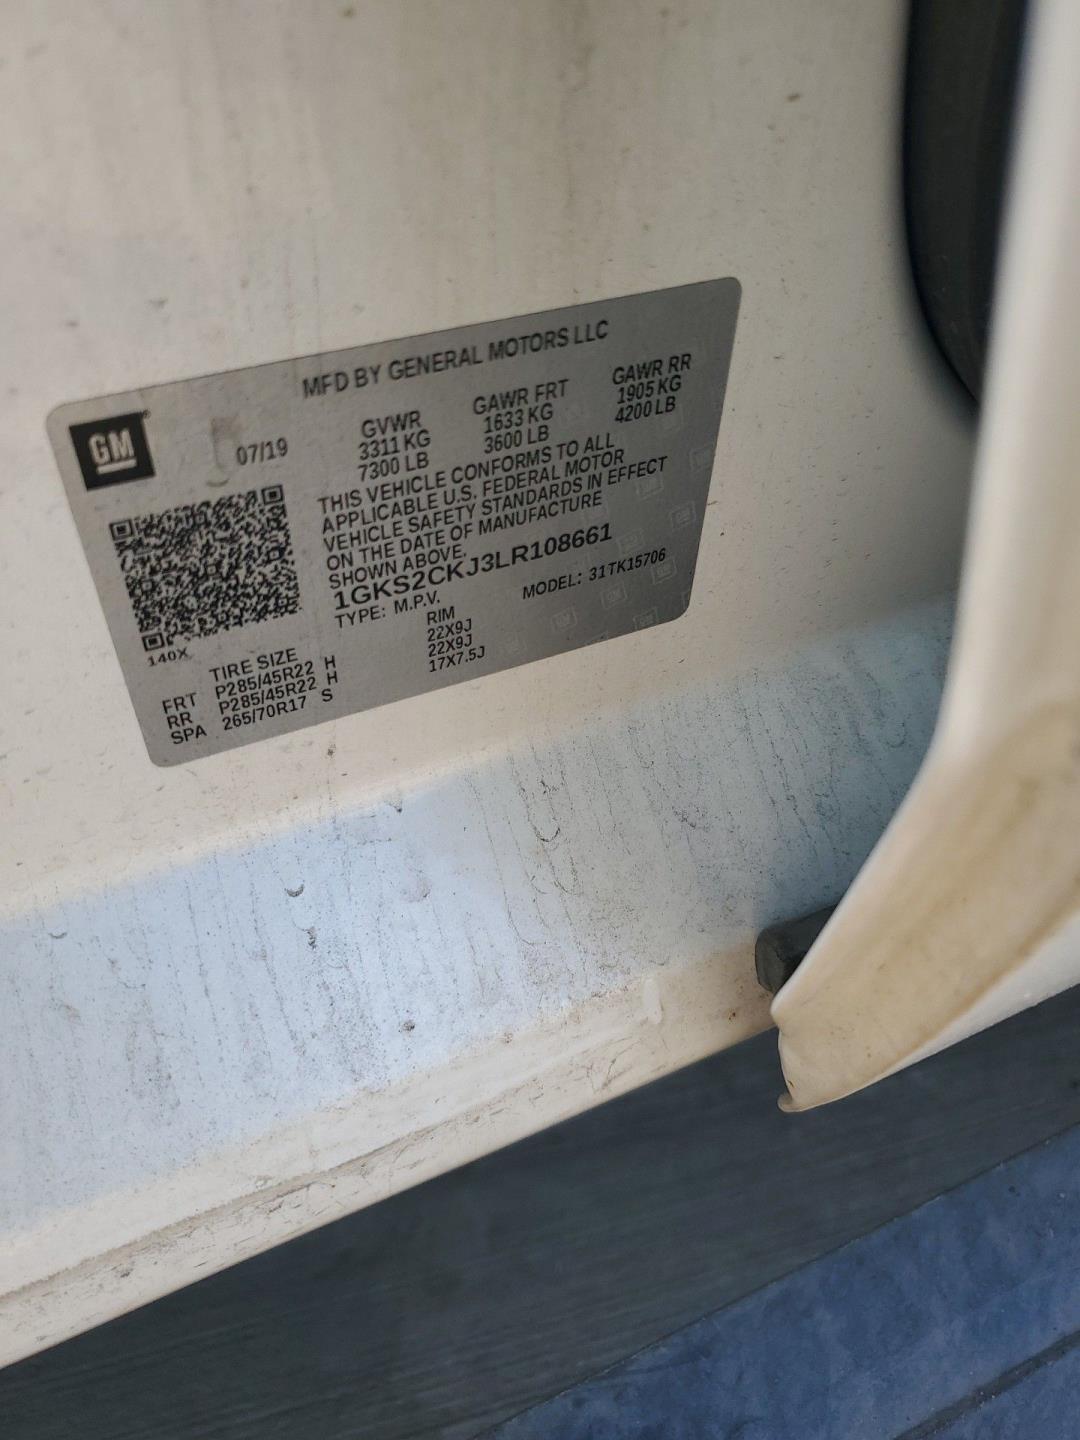 MFD BY GENERAL MOTORS LLC
GM
07/19
GVWR
3311 KG
7300 LB
GAWR FRT
1633 KG
3600 LB
GAWR RR
1905 KG
4200 LB
THIS VEHICLE CONFORMS TO ALL
APPLICABLE U.S. FEDERAL MOTOR
VEHICLE SAFETY STANDARDS IN EFFECT
ON THE DATE OF MANUFACTURE
SHOWN ABOVE.
1GKS2CKJ3LR108661
TYPE: M.P.V. MODEL: 31TK15706
140X
TIRE SIZE RIM
FRT P285/45R22 H 22X9J
RR P285/45R22 H 22X9J
SPA 265/70R17 S 17X7.5J